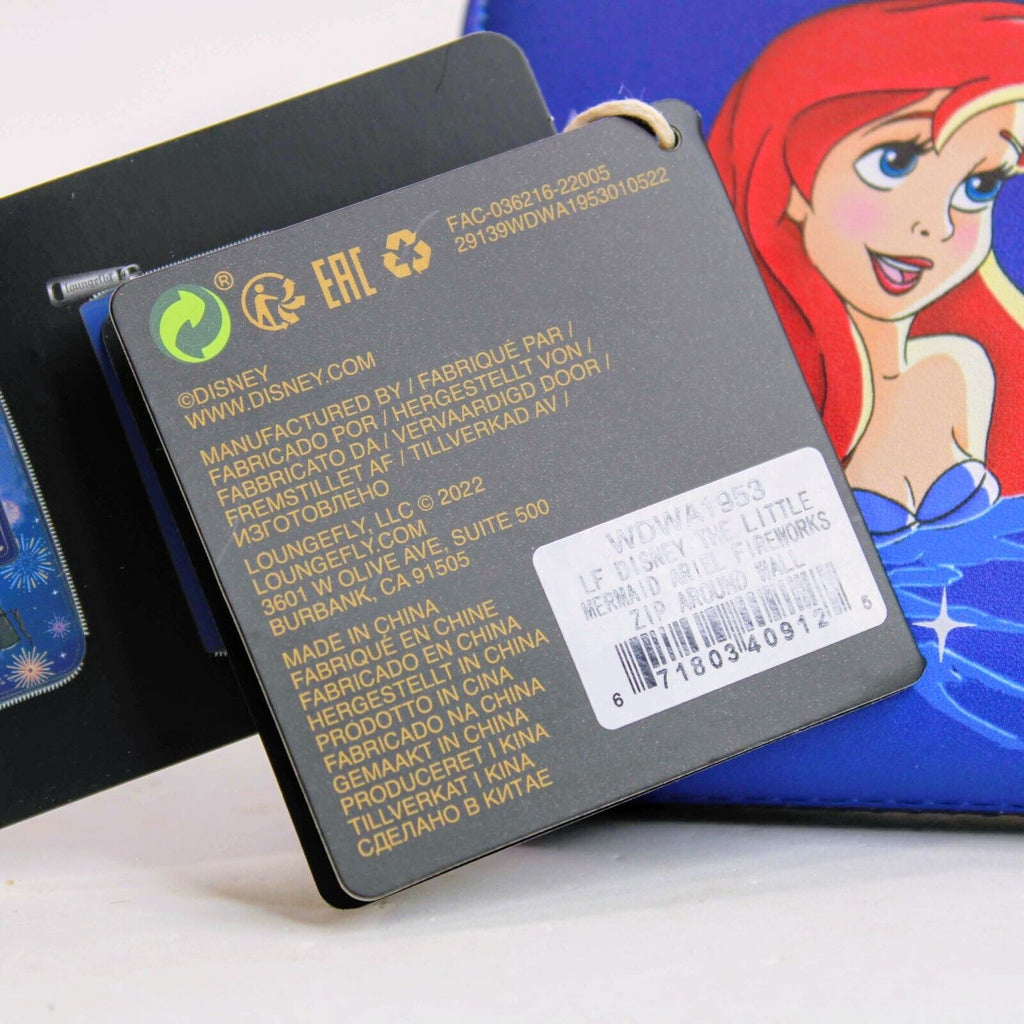 loungefly
FAC-036216-22005
29139WDWA1953010522
®
EAC
©DISNEY
WWW.DISNEY.COM
MANUFACTURED BY / FABRIQUÉ PAR /
FABRICADO POR / HERGESTELLT VON /
FABBRICATO DA / VERVAARDIGD DOOR /
FREMSTILLET AF / TILLVERKAD AV /
ИЗГОТОВЛЕНО
LOUNGEFLY, LLC © 2022
LOUNGEFLY.COM
3601 W OLIVE AVE, SUITE 500
BURBANK, CA 91505
MADE IN CHINA
FABRIQUÉ EN CHINE
FABRICADO EN CHINA
HERGESTELLT IN CHINA
PRODOTTO IN CINA
FABRICADO NA CHINA
GEMAAKT IN CHINA
PRODUCERET I KINA
TILLVERKAT I KINA
СДЕЛАНО В КИТАЕ
WDWA1953
LF DISNEY THE LITTLE
MERMAID ARIEL FIREWORKS
ZIP AROUND WALL
6 71803 40912 5